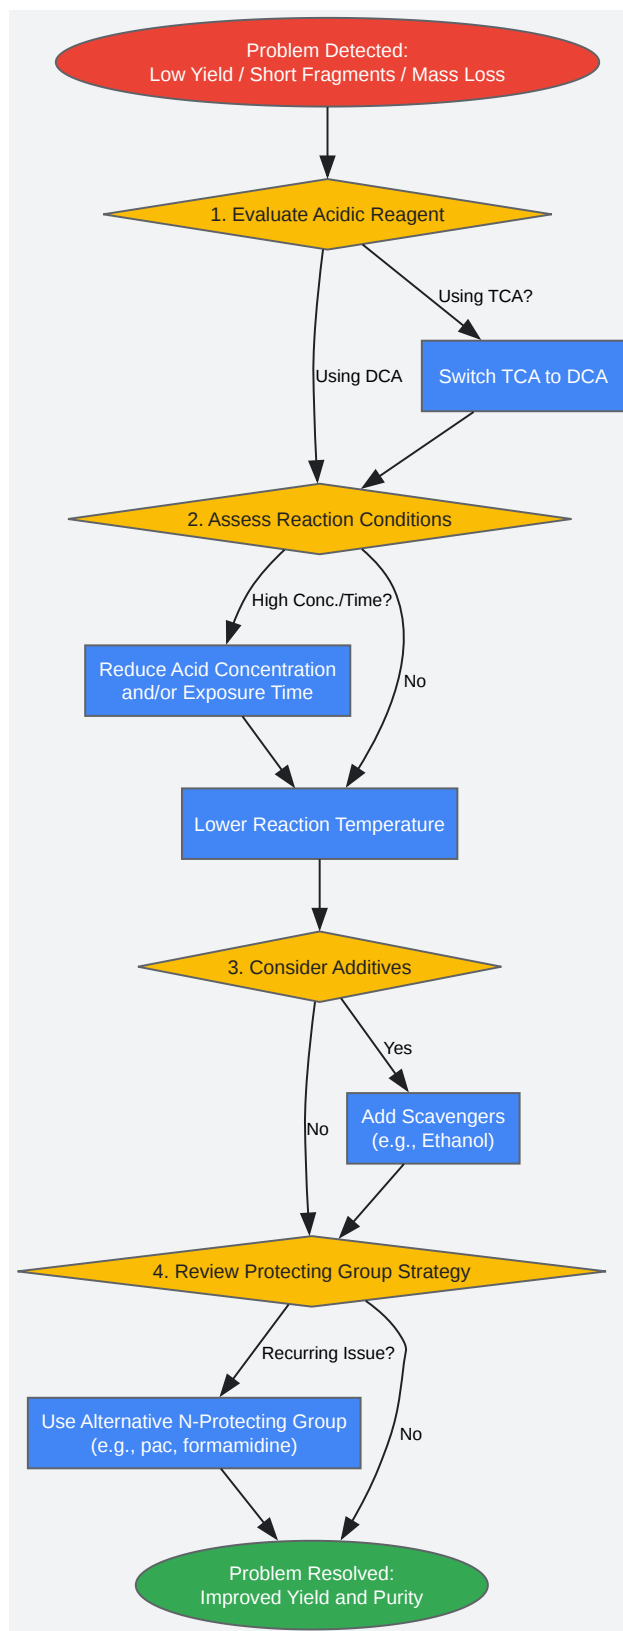 Problem Detected:
Low Yield / Short Fragments / Mass Loss
1. Evaluate Acidic Reagent
Using TCA?
Using DCA
Switch TCA to DCA
2. Assess Reaction Conditions
High Conc./Time?
Reduce Acid Concentration
and/or Exposure Time
No
Lower Reaction Temperature
3. Consider Additives
Yes
No
Add Scavengers
(e.g., Ethanol)
4. Review Protecting Group Strategy
Recurring Issue?
Use Alternative N-Protecting Group
(e.g., pac, formamidine)
No
Problem Resolved:
Improved Yield and Purity